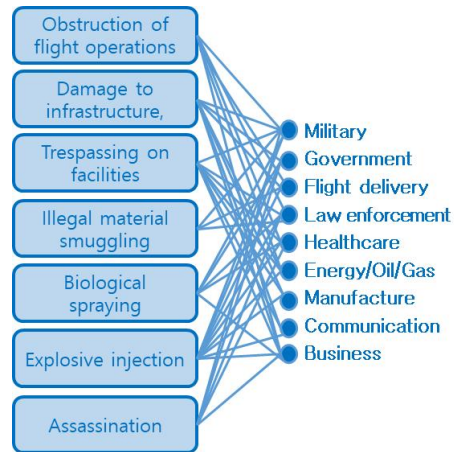 Obstruction of
flight operations
Damage to
infrastructure,
Trespassing on
facilities
Illegal material
smuggling
Biological
spraying
Explosive injection
Assassination
Military
Government
Flight delivery
Law enforcement
Healthcare
Energy/Oil/Gas
Manufacture
Communication
Business